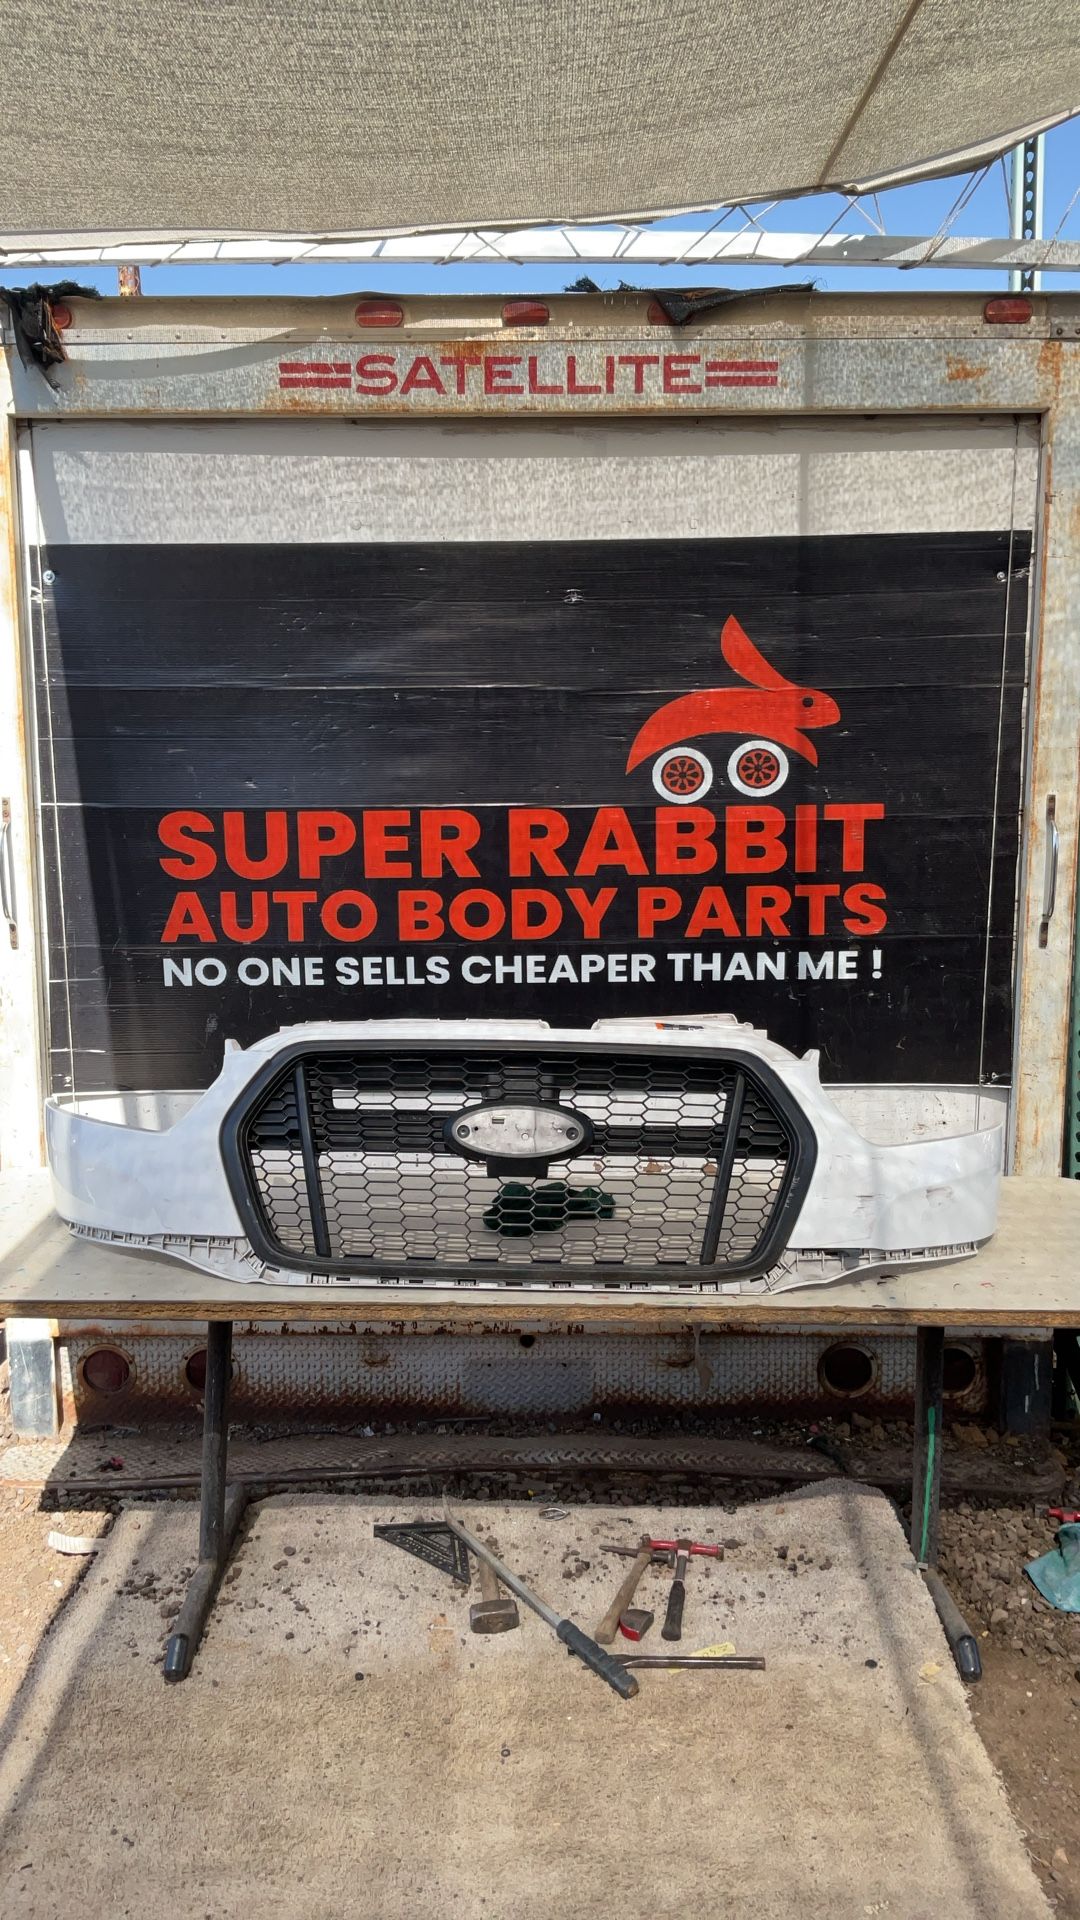 SATELLITE
SUPER RABBIT
AUTO BODY PARTS
NO ONE SELLS CHEAPER THAN ME !